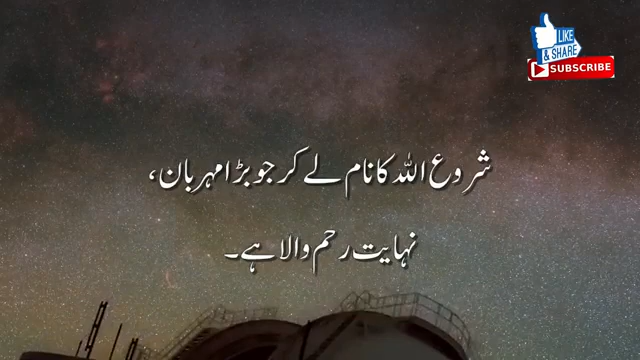 LIKE
& SHARE
SUBSCRIBE
شروع اللہ کا نام لے کر جو بڑا مہربان،
نہایت رحم والا ہے۔